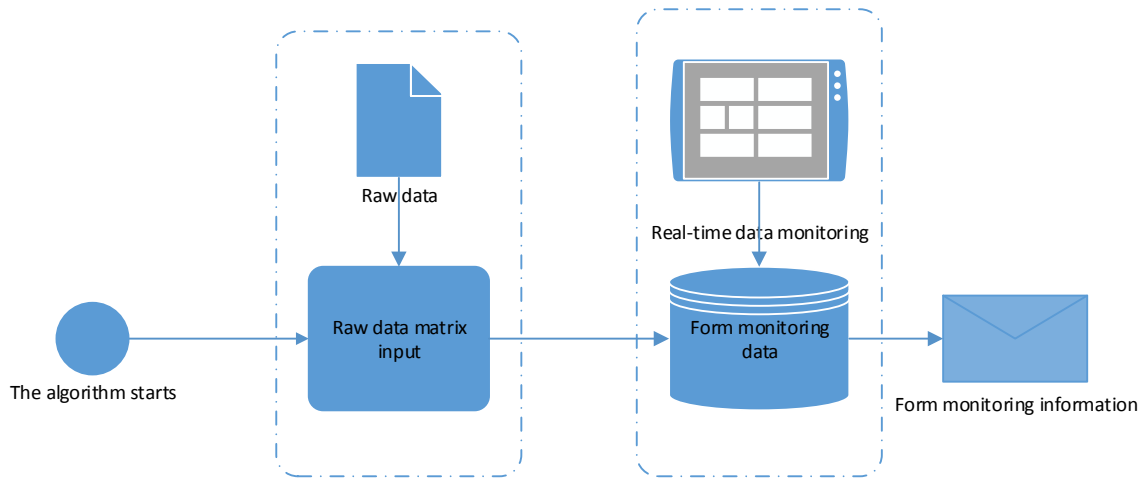 Raw data
Real-time data monitoring
Raw data matrix
input
Form monitoring
data
The algorithm starts
Form monitoring information